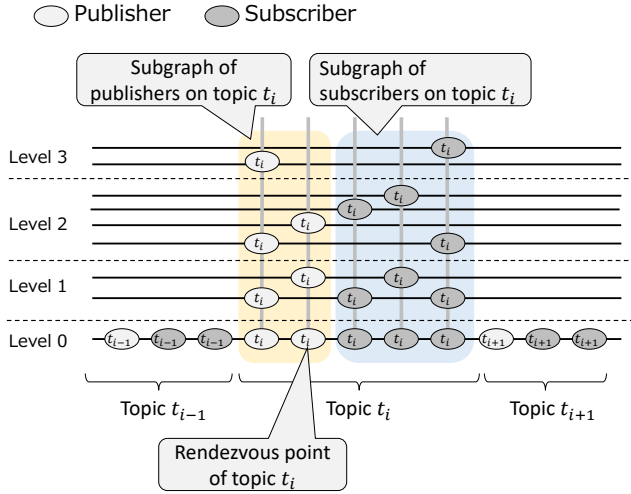 Publisher Subscriber
Subgraph of
publishers on topic t_i
Subgraph of
subscribers on topic t_i
Level 3
t_i
t_i
Level 2
t_i
t_i
t_i
t_i t_i
Level 1
t_i t_i
t_i t_i t_i
Level 0
t_{i−1} t_{i−1} t_{i−1} t_i t_i t_i t_i t_i t_{i+1} t_{i+1} t_{i+1}
Topic t_{i−1} Topic t_i Topic t_{i+1}
Rendezvous point
of topic t_i